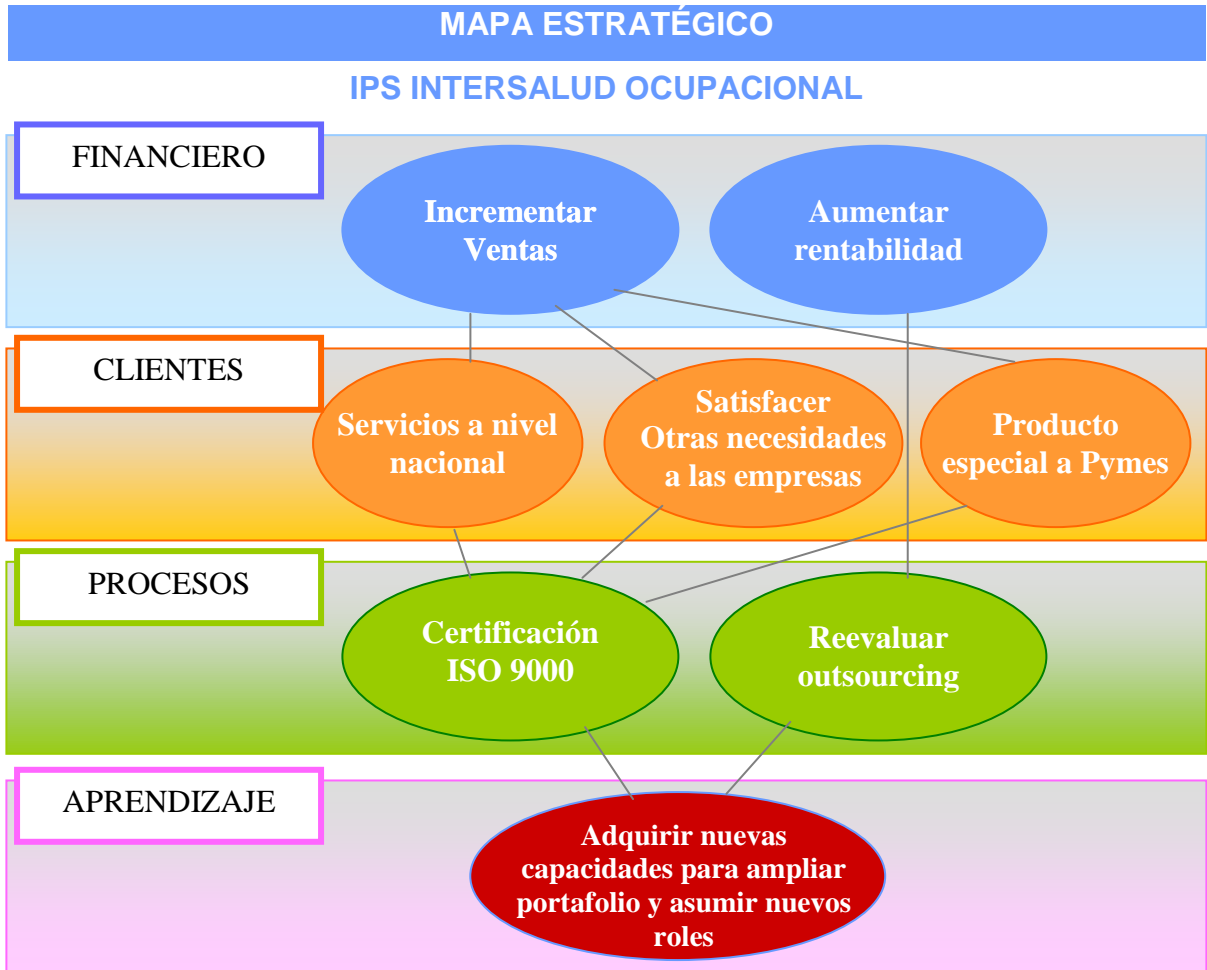 MAPA ESTRATÉGICO
IPS INTERSALUD OCUPACIONAL
FINANCIERO
Incrementar
Ventas
Aumentar
rentabilidad
CLIENTES
Servicios a nivel
nacional
Satisfacer
Otras necesidades
a las empresas
Producto
especial a Pymes
PROCESOS
Certificación
ISO 9000
Reevaluar
outsourcing
APRENDIZAJE
Adquirir nuevas
capacidades para ampliar
portafolio y asumir nuevos
roles